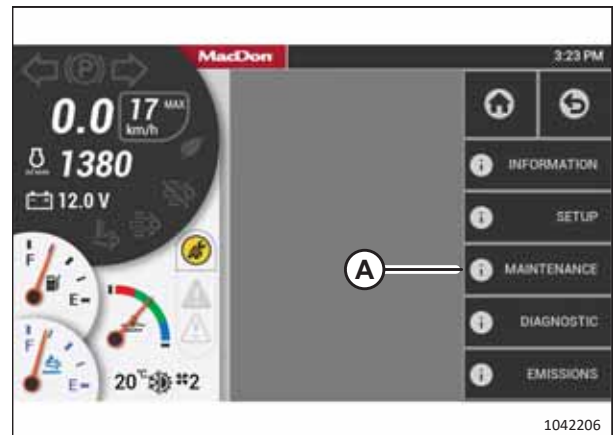 MacDon
3:23 PM
P
0.0
17 MAX
km/h
1380
12.0 V
INFORMATION
SETUP
A
MAINTENANCE
DIAGNOSTIC
EMISSIONS
F
E
F
E
20°C
2
1042206